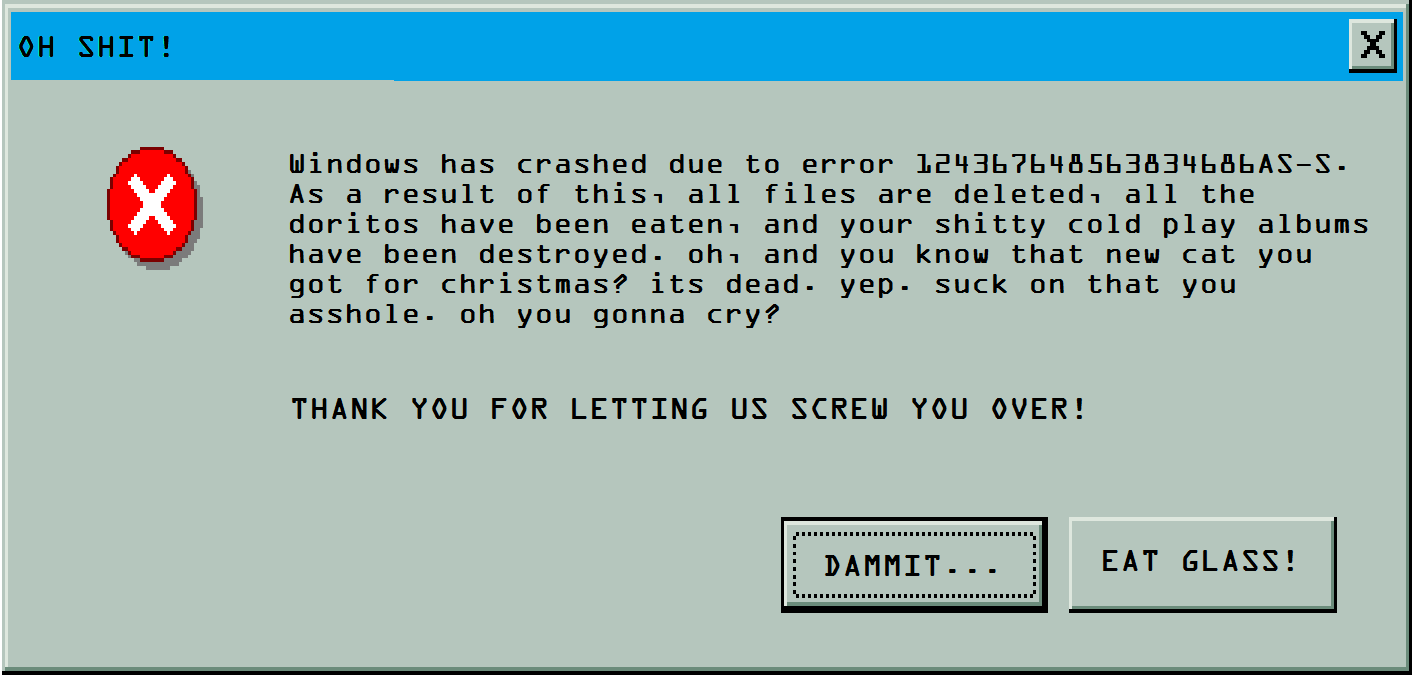 OH SHIT!
X
Windows has crashed due to error 124367648563834686AS-S.
As a result of this, all files are deleted, all the
doritos have been eaten, and your shitty cold play albums
have been destroyed. oh, and you know that new cat you
got for christmas? its dead. yep. suck on that you
asshole. oh you gonna cry?
THANK YOU FOR LETTING US SCREW YOU OVER!
DAMMIT...
EAT GLASS!